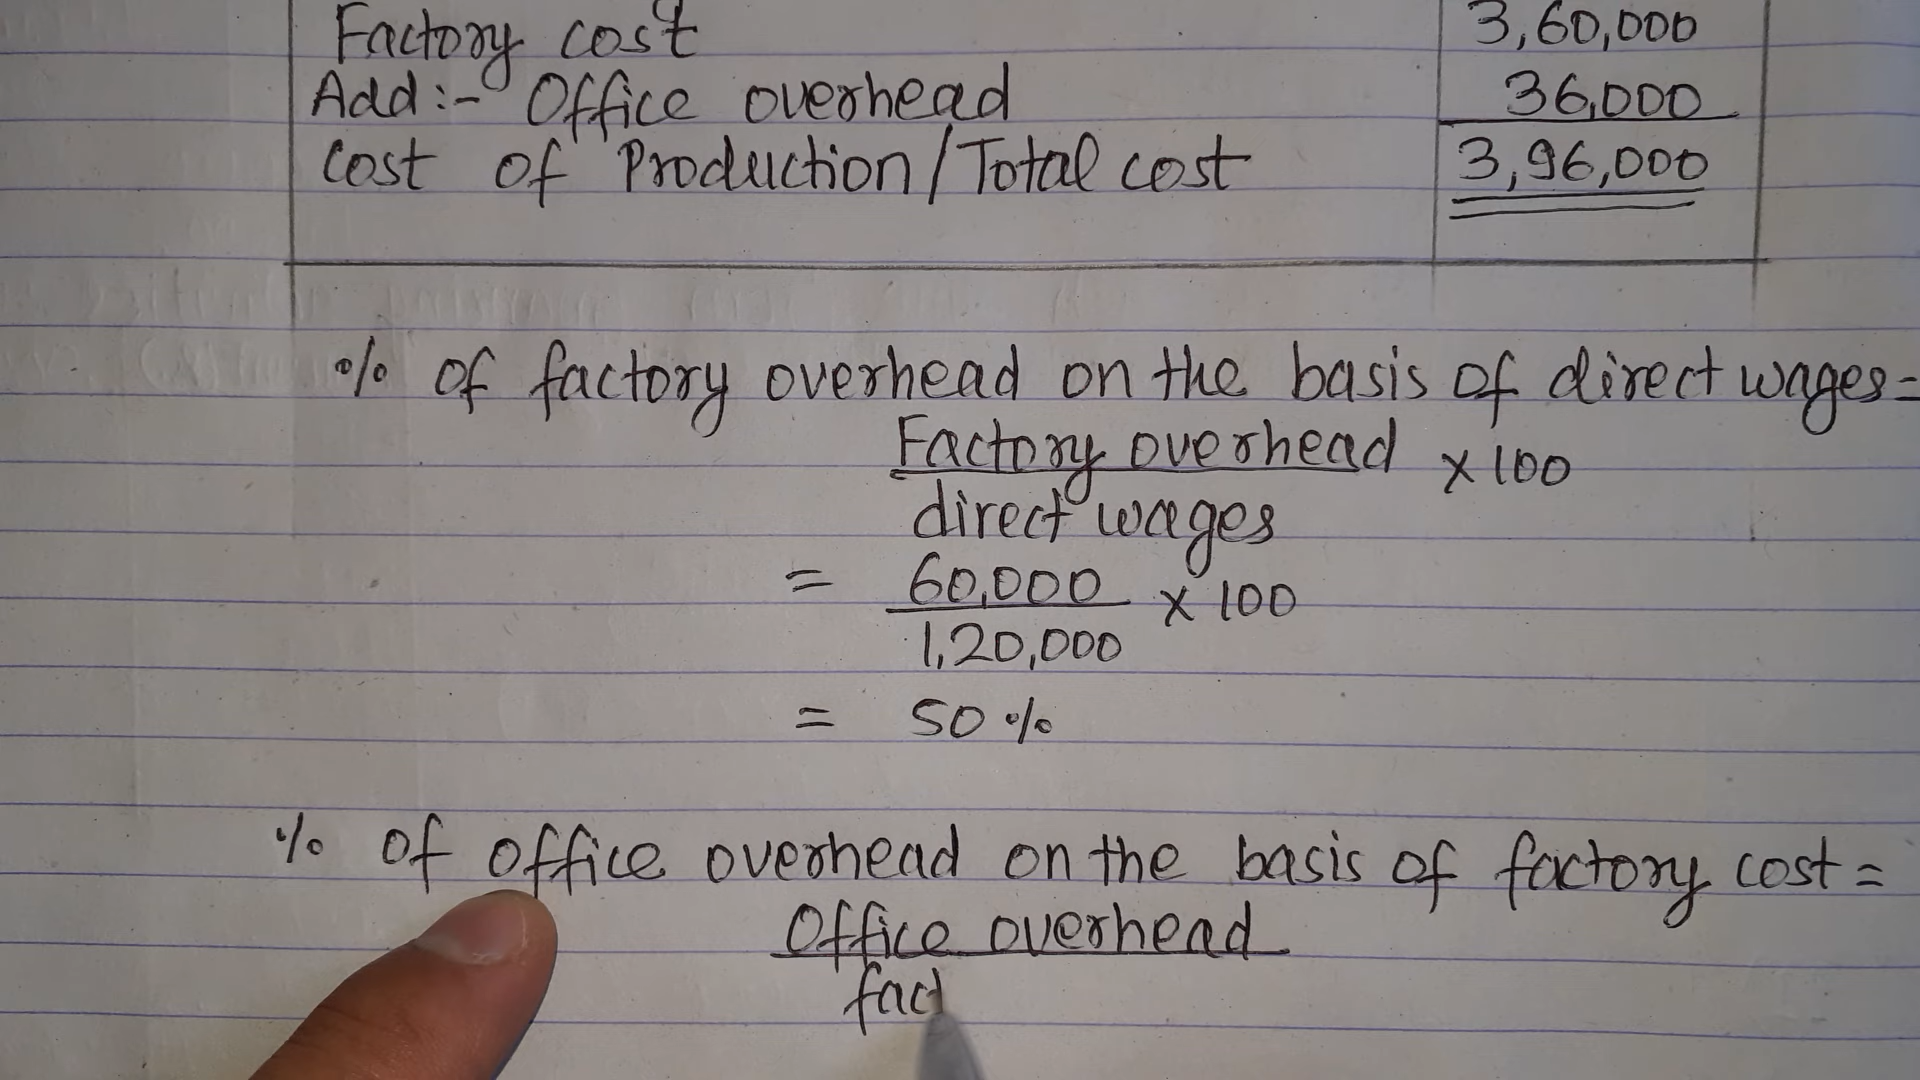 Factory cost 3,60,000
Add:- Office overhead 36,000
Cost of Production/Total cost 3,96,000
% of factory overhead on the basis of direct wages=
Factory overhead x 100
direct wages
= 60,000 x 100
1,20,000
= 50%
% of office overhead on the basis of factory cost=
Office overhead
fact